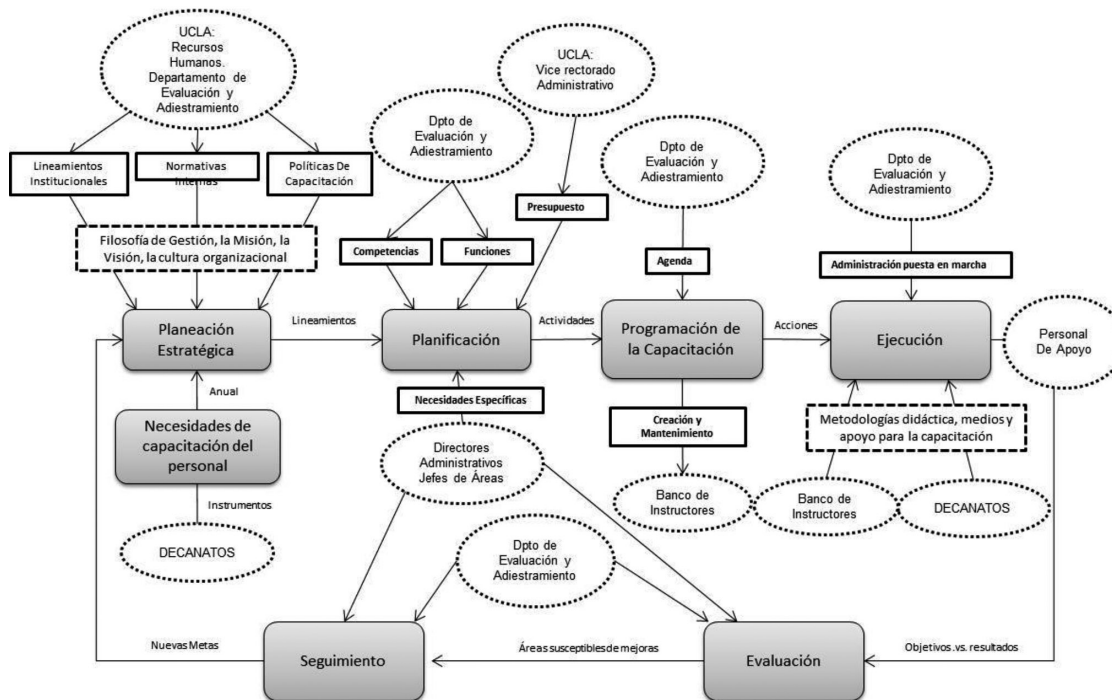 UCLA:
Recursos
Humanos.
Departamento de
Evaluación y
Adiestramiento
UCLA:
Vice rectorado
Administrativo
Dpto de
Evaluación y
Adiestramiento
Dpto de
Evaluación y
Adiestramiento
Dpto de
Evaluación y
Adiestramiento
Lineamientos
Institucionales
Normativas
Internas
Políticas De
Capacitación
Presupuesto
Filosofía de Gestión, la Misión, la
Visión, la cultura organizacional
Competencias
Funciones
Agenda
Administración puesta en marcha
Planeación
Estratégica
Lineamientos
Planificación
Actividades
Programación de
la Capacitación
Acciones
Ejecución
Personal
De Apoyo
Anual
Necesidades Específicas
Necesidades de
capacitación del
personal
Creación y
Mantenimiento
Metodologías didáctica, medios y
apoyo para la capacitación
Directores
Administrativos
Jefes de Áreas
Instrumentos
Banco de
Instructores
Banco de
Instructores
DECANATOS
DECANATOS
Dpto de
Evaluación y
Adiestramiento
Nuevas Metas
Seguimiento
Áreas susceptibles de mejoras
Evaluación
Objetivos .vs. resultados